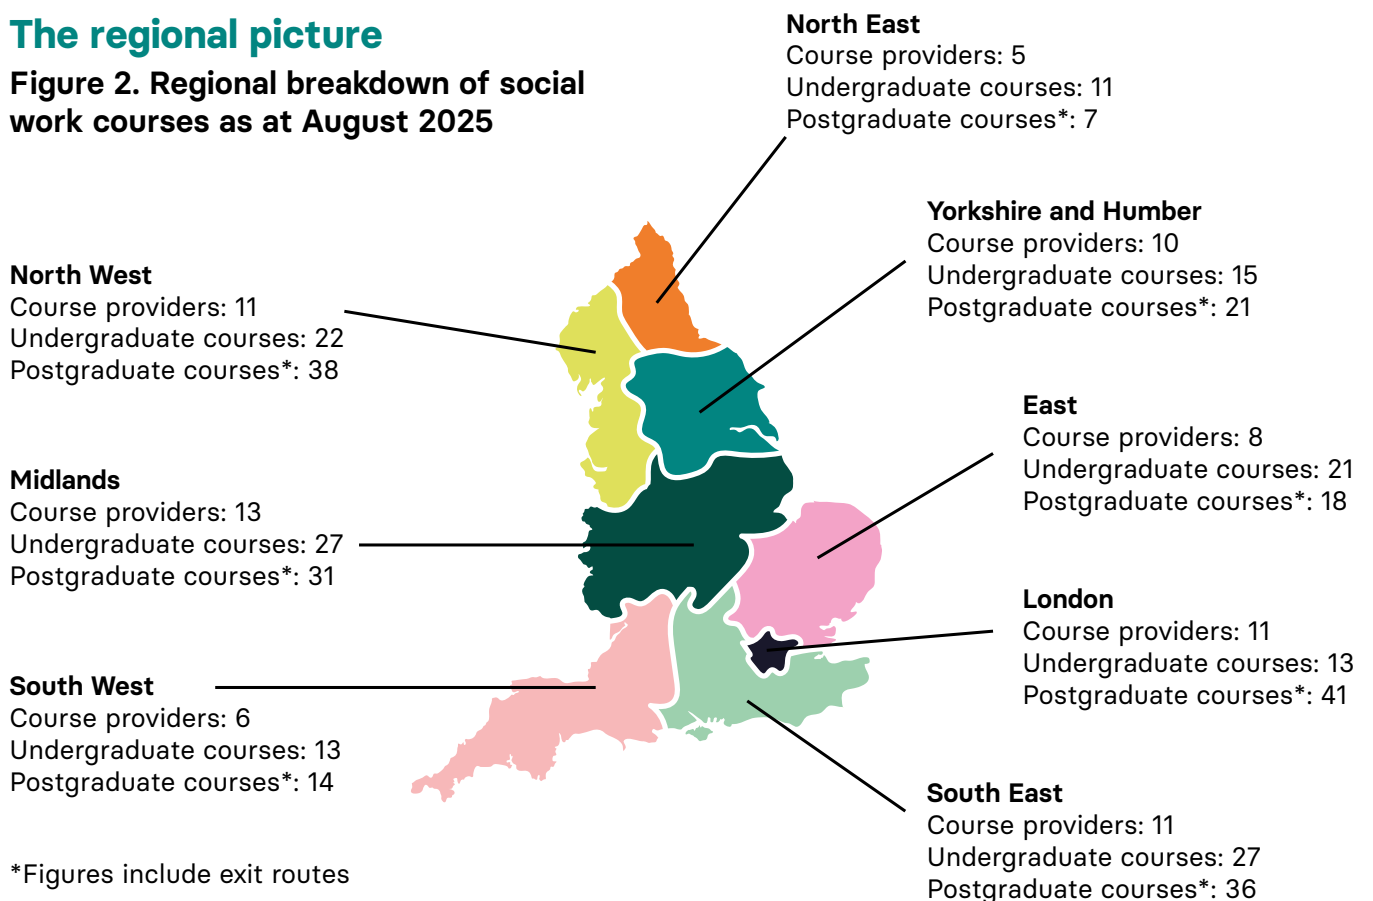 The regional picture
Figure 2. Regional breakdown of social
work courses as at August 2025
North East
Course providers: 5
Undergraduate courses: 11
Postgraduate courses*: 7
Yorkshire and Humber
Course providers: 10
Undergraduate courses: 15
Postgraduate courses*: 21
North West
Course providers: 11
Undergraduate courses: 22
Postgraduate courses*: 38
East
Course providers: 8
Undergraduate courses: 21
Postgraduate courses*: 18
Midlands
Course providers: 13
Undergraduate courses: 27
Postgraduate courses*: 31
London
Course providers: 11
Undergraduate courses: 13
Postgraduate courses*: 41
South West
Course providers: 6
Undergraduate courses: 13
Postgraduate courses*: 14
South East
Course providers: 11
Undergraduate courses: 27
Postgraduate courses*: 36
*Figures include exit routes